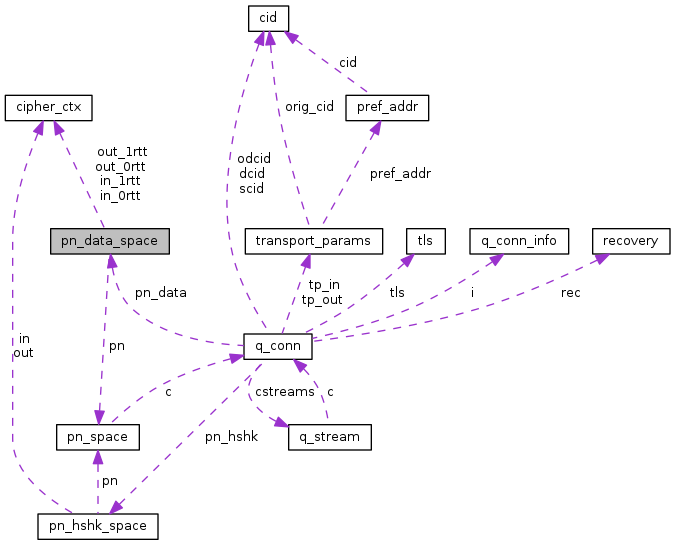 cid
cid
cipher_ctx
orig_cid
pref_addr
out_1rtt
out_0rtt
in_1rtt
in_0rtt
odcid
dcid
scid
pref_addr
pn_data_space
transport_params
tls
q_conn_info
recovery
pn_data
tp_in
tp_out
tls
i
rec
in
out
pn
q_conn
c
cstreams
c
pn_space
pn_hshk
q_stream
pn
pn_hshk_space